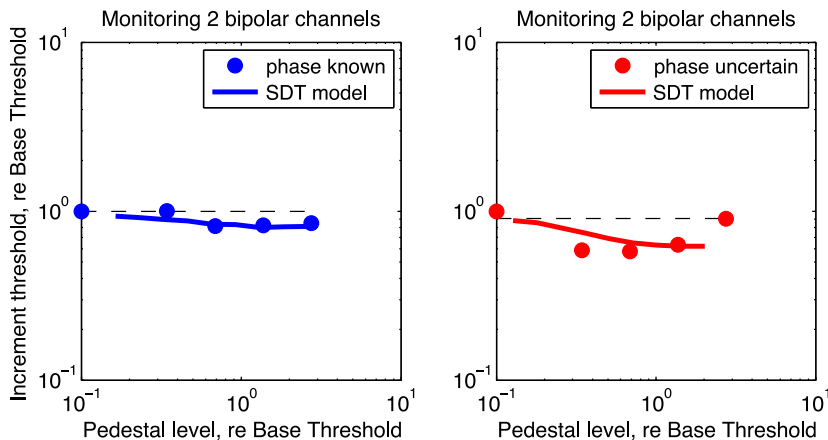 Monitoring 2 bipolar channels
Increment threshold, re Base Threshold
10^1
10^0
10^-1
phase known
SDT model
10^-1
10^0
10^1
Pedestal level, re Base Threshold
Monitoring 2 bipolar channels
10^1
10^0
10^-1
phase uncertain
SDT model
10^-1
10^0
10^1
Pedestal level, re Base Threshold